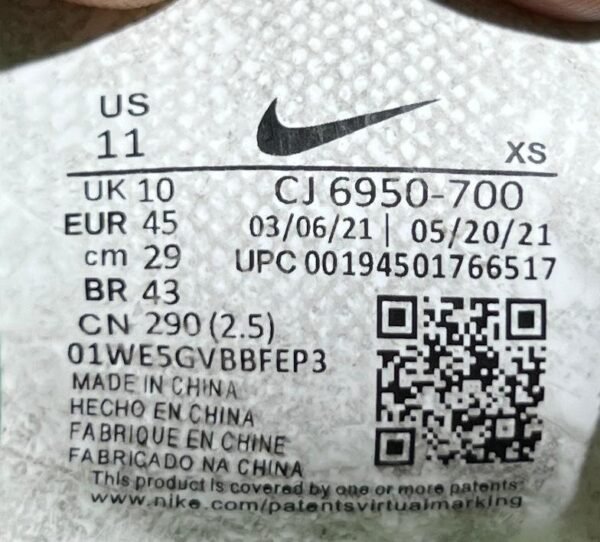 US
11
XS
UK 10
CJ 6950-700
EUR 45
03/06/21 | 05/20/21
cm 29
UPC 00194501766517
BR 43
CN 290 (2.5)
01WE5GVBBFEP3
MADE IN CHINA
HECHO EN CHINA
FABRIQUE EN CHINE
FABRICADO NA CHINA
This product is covered by one or more patents
www.nike.com/patentsvirtualmarking